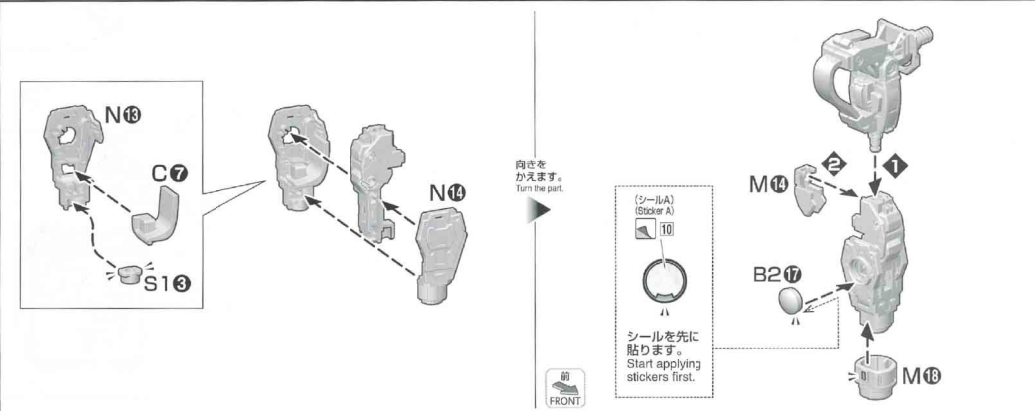 N⓭
C❼
S1❸
N⓮
向きを
かえます。
Turn the part.
(シールA)
(Sticker A)
10
シールを先に
貼ります。
Start applying
stickers first.
前
FRONT
❶
❷
M⓮
B2⓱
M⓲